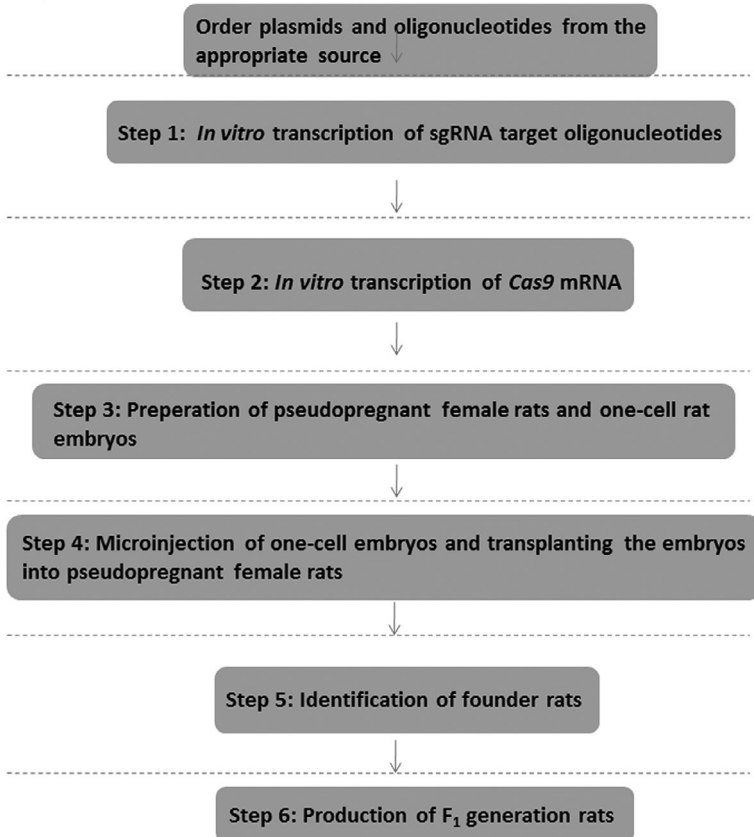 Order plasmids and oligonucleotides from the
appropriate source
Step 1: In vitro transcription of sgRNA target oligonucleotides
Step 2: In vitro transcription of Cas9 mRNA
Step 3: Preperation of pseudopregnant female rats and one-cell rat
embryos
Step 4: Microinjection of one-cell embryos and transplanting the embryos
into pseudopregnant female rats
Step 5: Identification of founder rats
Step 6: Production of F₁ generation rats